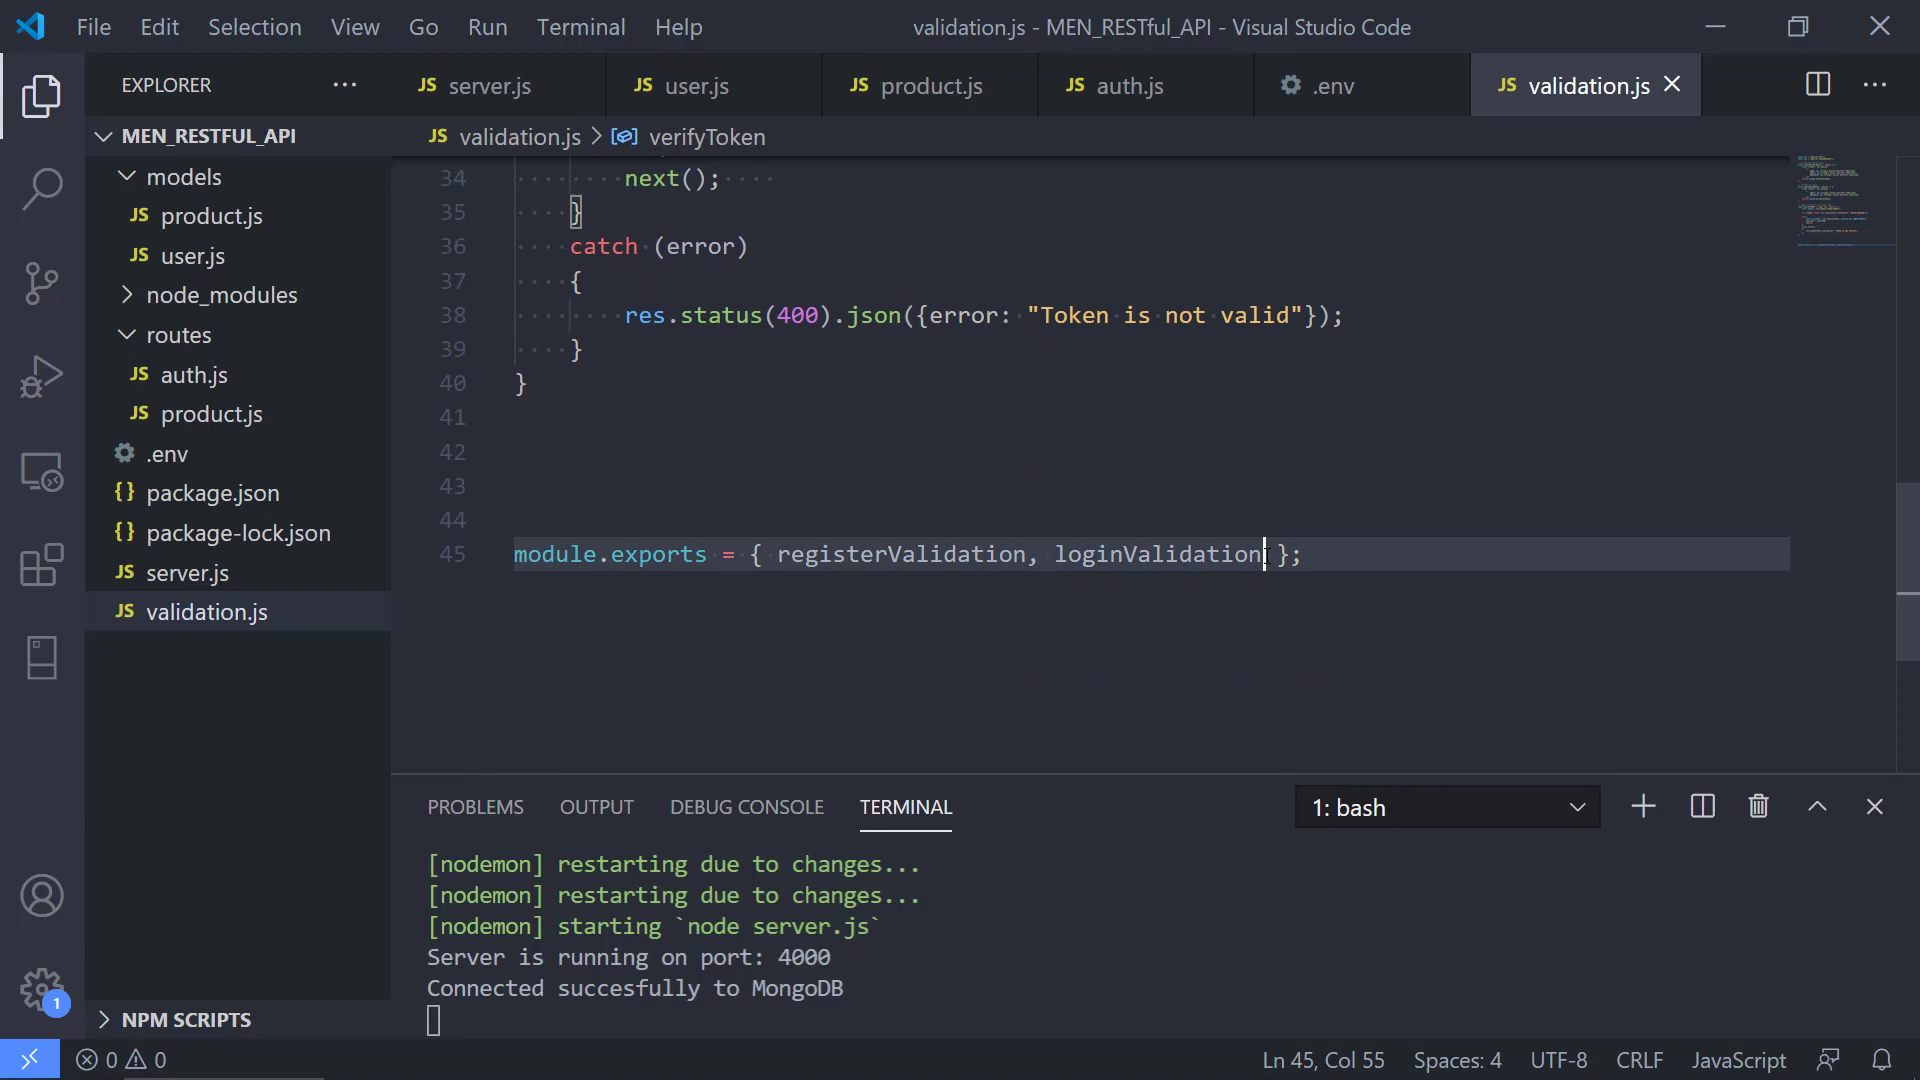 File Edit Selection View Go Run Terminal Help
validation.js - MEN_RESTful_API - Visual Studio Code
EXPLORER
MEN_RESTFUL_API
models
JS product.js
JS user.js
node_modules
routes
JS auth.js
JS product.js
.env
{} package.json
{} package-lock.json
JS server.js
JS validation.js
NPM SCRIPTS
JS server.js
JS user.js
JS product.js
JS auth.js
.env
JS validation.js
JS validation.js > verifyToken
34 next();
35 }
36 catch (error)
37 {
38 res.status(400).json({error: "Token is not valid"});
39 }
40 }
41
42
43
44
45 module.exports = { registerValidation, loginValidation };
PROBLEMS OUTPUT DEBUG CONSOLE TERMINAL
1: bash
[nodemon] restarting due to changes...
[nodemon] restarting due to changes...
[nodemon] starting `node server.js`
Server is running on port: 4000
Connected succesfully to MongoDB
1
0 0
Ln 45, Col 55 Spaces: 4 UTF-8 CRLF JavaScript